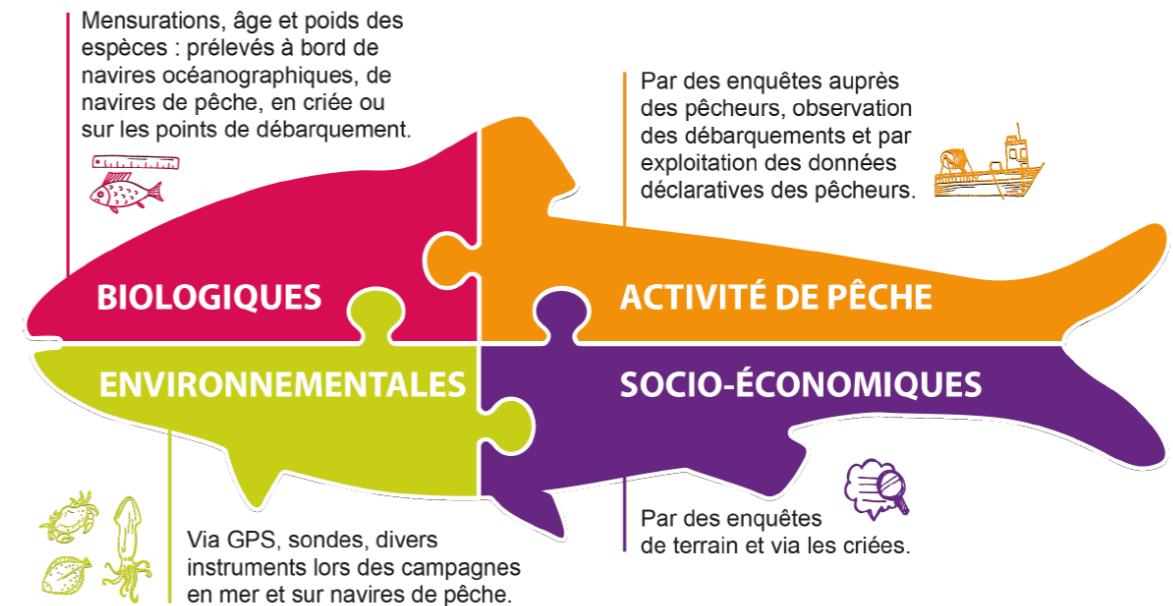 Mensurations, âge et poids des
espèces : prélevés à bord de
navires océanographiques, de
navires de pêche, en criée ou
sur les points de débarquement.
Par des enquêtes auprès
des pêcheurs, observation
des débarquements et par
exploitation des données
déclaratives des pêcheurs.
BIOLOGIQUES
ACTIVITÉ DE PÊCHE
ENVIRONNEMENTALES
SOCIO-ÉCONOMIQUES
Via GPS, sondes, divers
instruments lors des campagnes
en mer et sur navires de pêche.
Par des enquêtes
de terrain et via les criées.